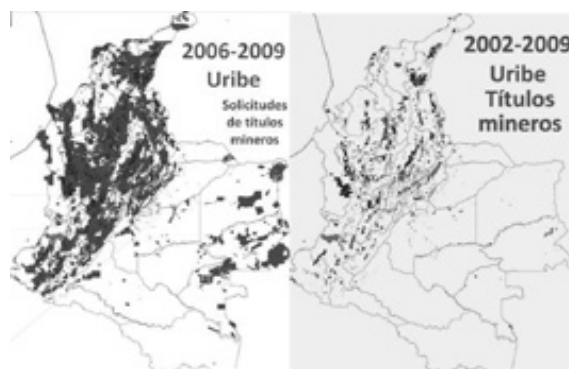 2006-2009
Uribe
Solicitudes
de títulos
mineros
2002-2009
Uribe
Títulos
mineros